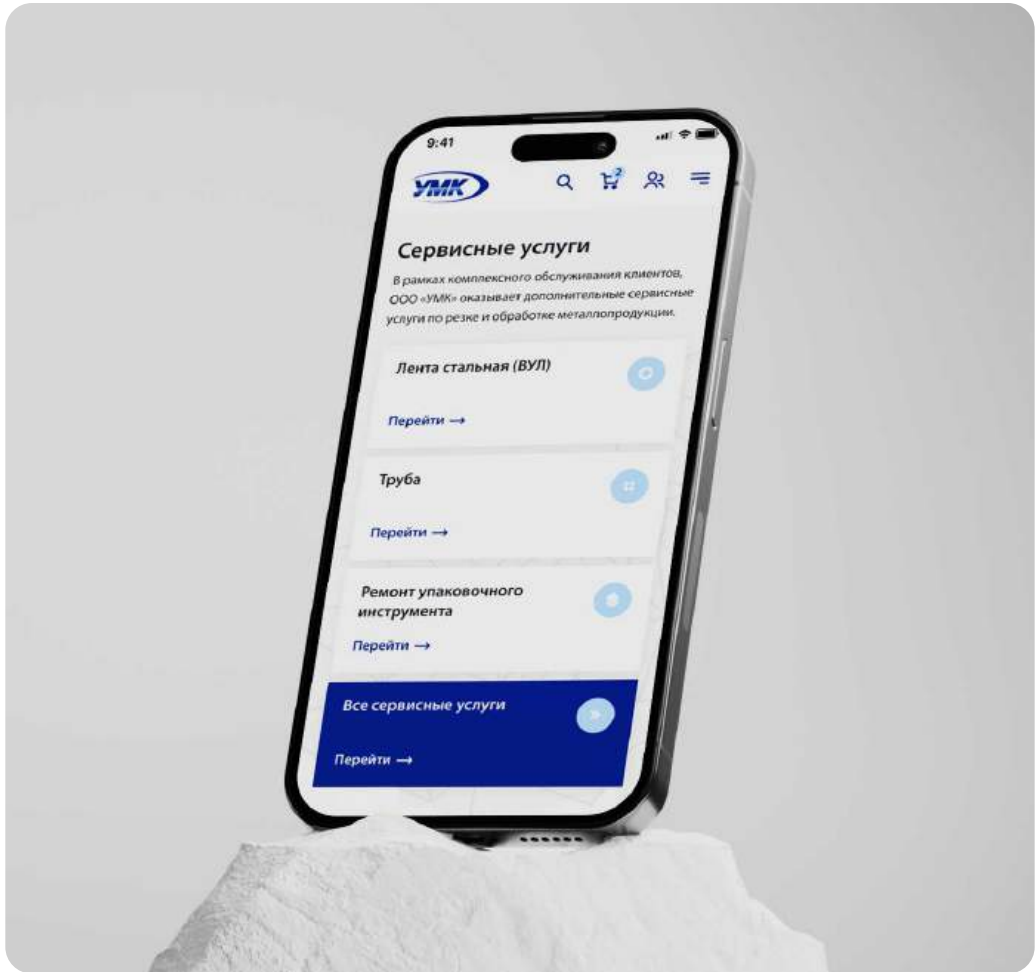 9:41
УМК
2
Сервисные услуги
В рамках комплексного обслуживания клиентов,
ООО «УМК» оказывает дополнительные сервисные
услуги по резке и обработке металлопродукции.
Лента стальная (ВУЛ)
Перейти →
Труба
Перейти →
Ремонт упаковочного
инструмента
Перейти →
Все сервисные услуги
Перейти →